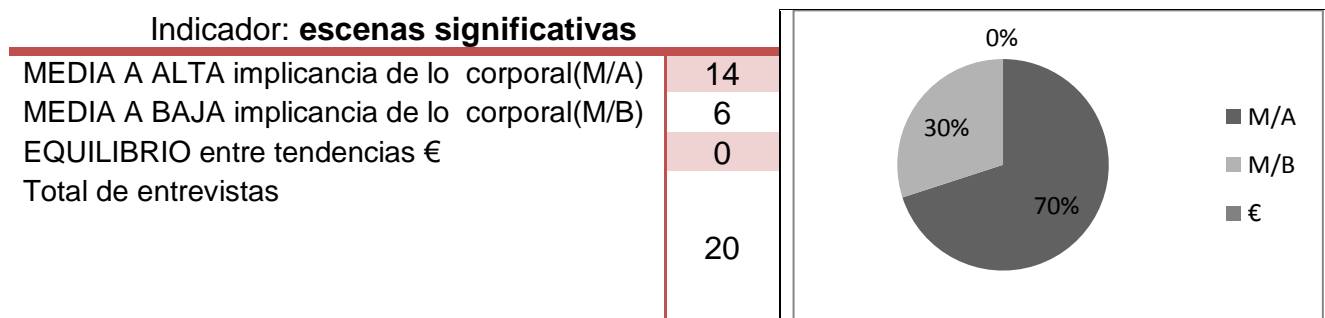 Indicador: escenas significativas
MEDIA A ALTA implicancia de lo corporal(M/A) 14
MEDIA A BAJA implicancia de lo corporal(M/B) 6
EQUILIBRIO entre tendencias € 0
Total de entrevistas
20
0%
30%
70%
M/A
M/B
€